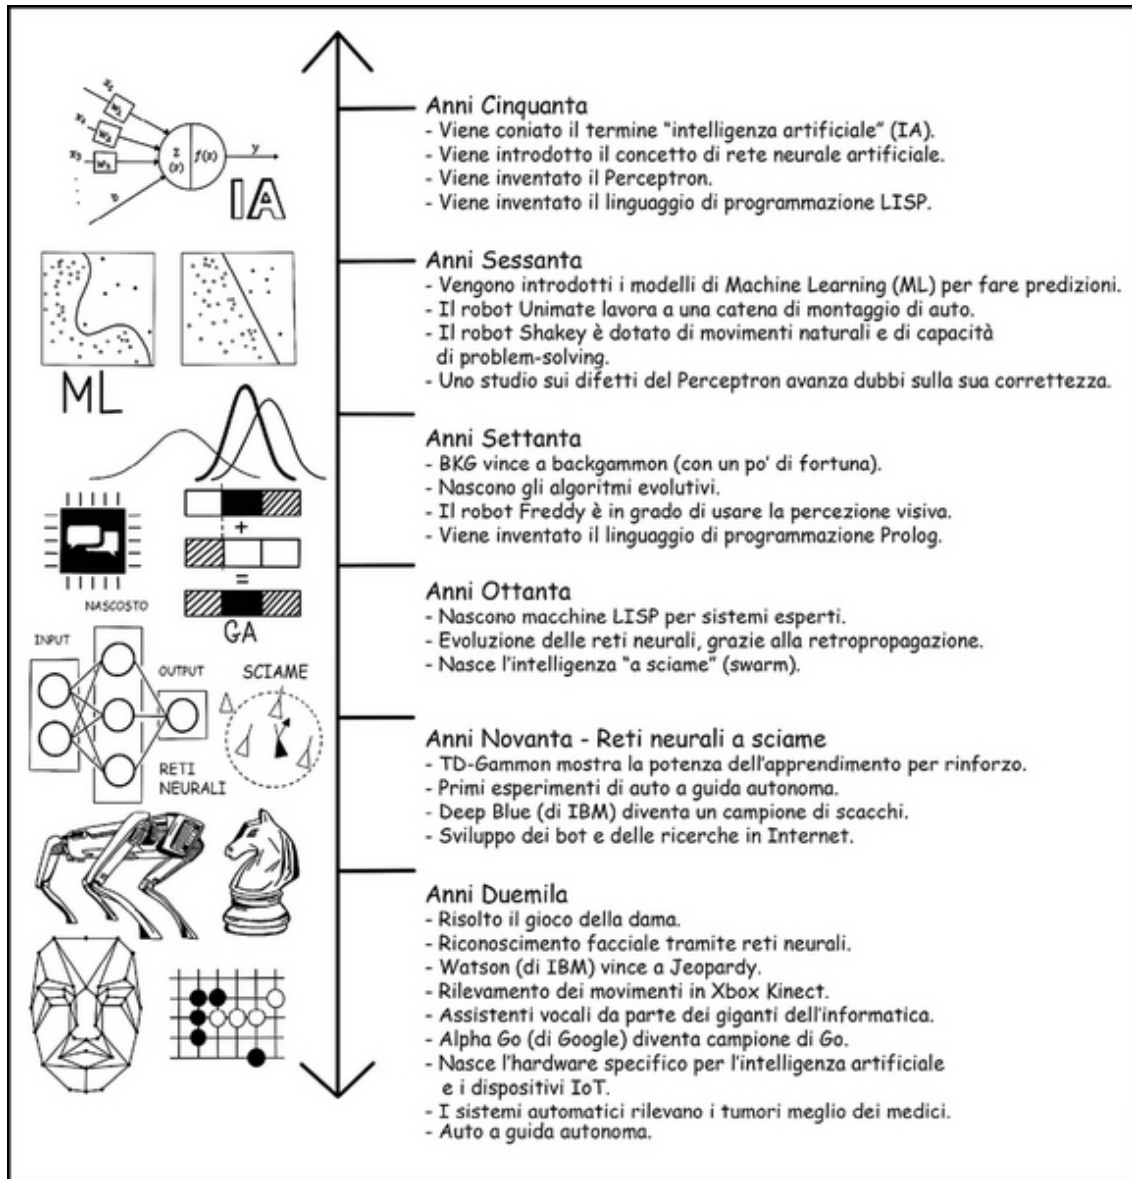 x₁
w₁
x₂
w₂
x₃
w₃
b
Σ
(z)
f(z)
y
IA
Anni Cinquanta
- Viene coniato il termine “intelligenza artificiale” (IA).
- Viene introdotto il concetto di rete neurale artificiale.
- Viene inventato il Perceptron.
- Viene inventato il linguaggio di programmazione LISP.
ML
Anni Sessanta
- Vengono introdotti i modelli di Machine Learning (ML) per fare predizioni.
- Il robot Unimate lavora a una catena di montaggio di auto.
- Il robot Shakey è dotato di movimenti naturali e di capacità
di problem-solving.
- Uno studio sui difetti del Perceptron avanza dubbi sulla sua correttezza.
Anni Settanta
- BKG vince a backgammon (con un po’ di fortuna).
- Nascono gli algoritmi evolutivi.
- Il robot Freddy è in grado di usare la percezione visiva.
- Viene inventato il linguaggio di programmazione Prolog.
+
=
GA
Anni Ottanta
- Nascono macchine LISP per sistemi esperti.
- Evoluzione delle reti neurali, grazie alla retropropagazione.
- Nasce l’intelligenza “a sciame” (swarm).
NASCOSTO
INPUT
OUTPUT
RETI
NEURALI
SCIAME
Anni Novanta - Reti neurali a sciame
- TD-Gammon mostra la potenza dell’apprendimento per rinforzo.
- Primi esperimenti di auto a guida autonoma.
- Deep Blue (di IBM) diventa un campione di scacchi.
- Sviluppo dei bot e delle ricerche in Internet.
Anni Duemila
- Risolto il gioco della dama.
- Riconoscimento facciale tramite reti neurali.
- Watson (di IBM) vince a Jeopardy.
- Rilevamento dei movimenti in Xbox Kinect.
- Assistenti vocali da parte dei giganti dell’informatica.
- Alpha Go (di Google) diventa campione di Go.
- Nasce l’hardware specifico per l’intelligenza artificiale
e i dispositivi IoT.
- I sistemi automatici rilevano i tumori meglio dei medici.
- Auto a guida autonoma.